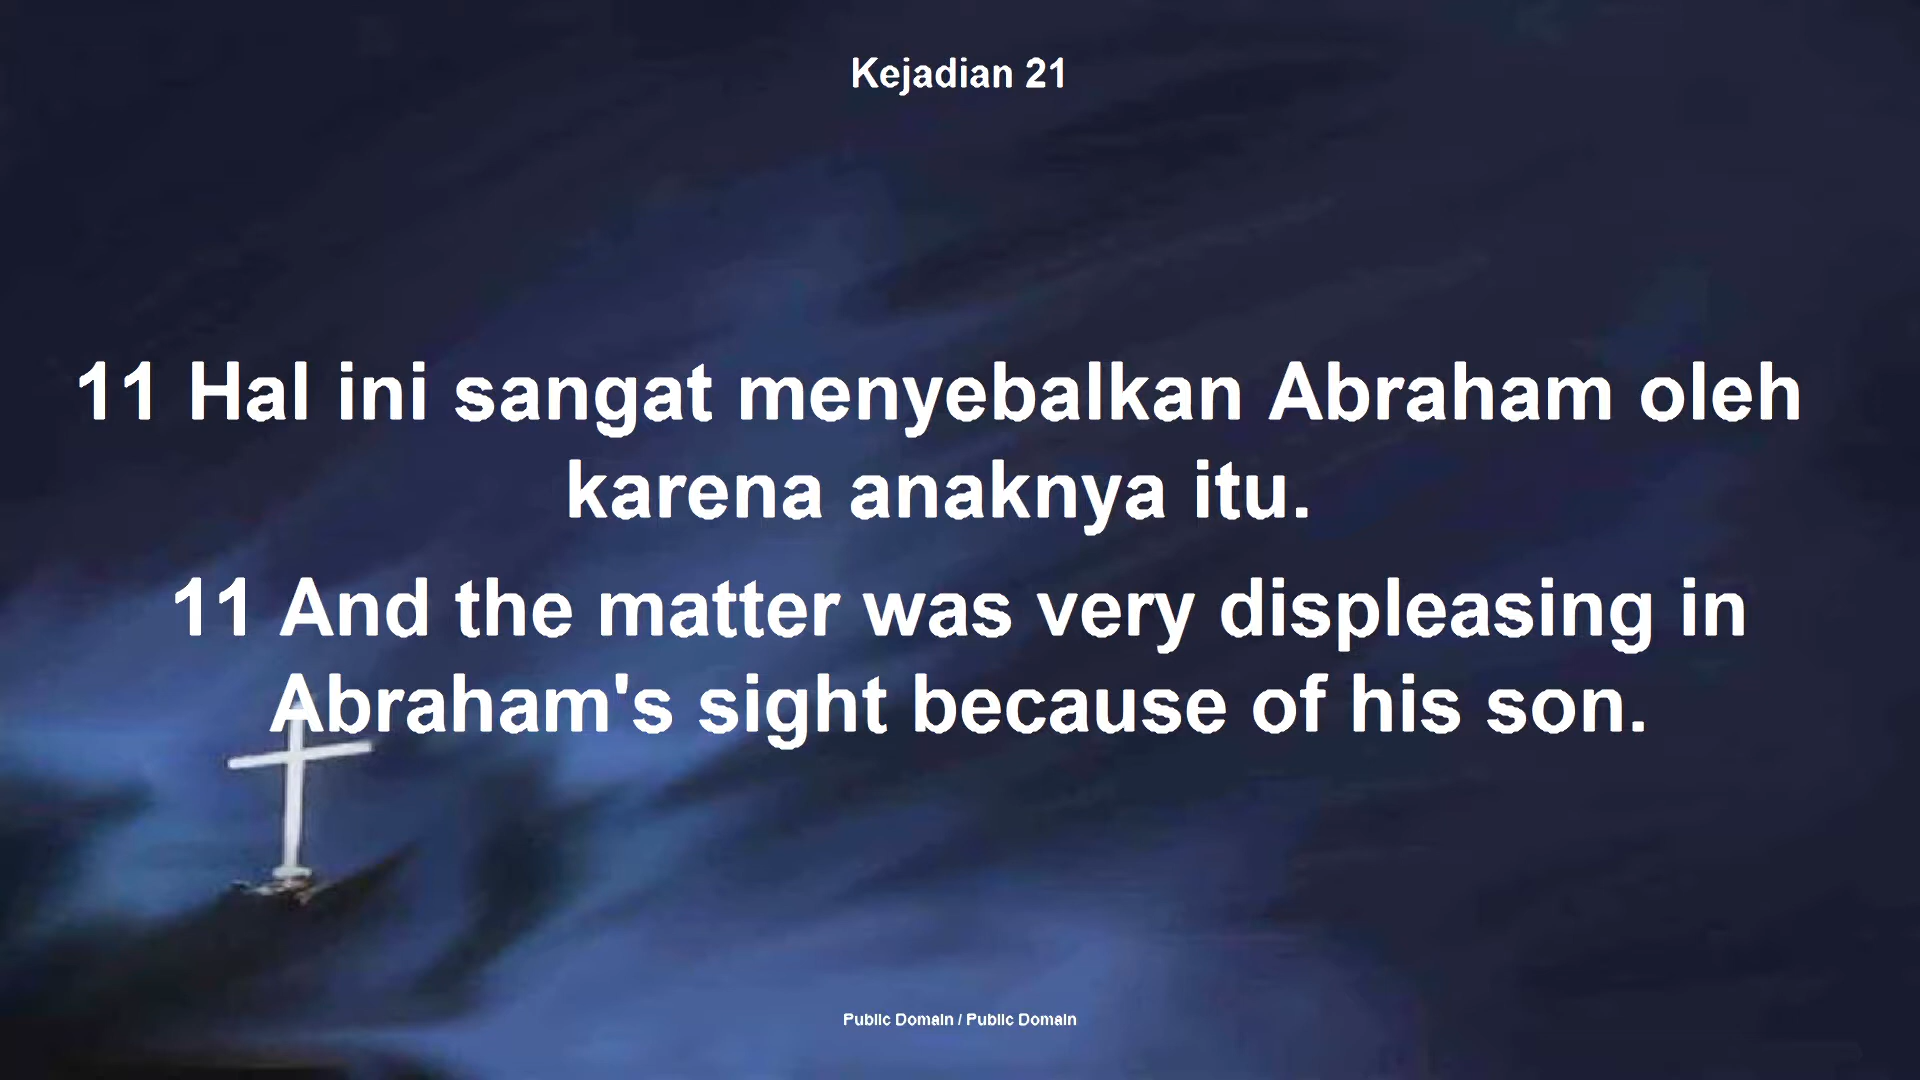 Kejadian 21
11 Hal ini sangat menyebalkan Abraham oleh
karena anaknya itu.
11 And the matter was very displeasing in
Abraham's sight because of his son.
Public Domain / Public Domain